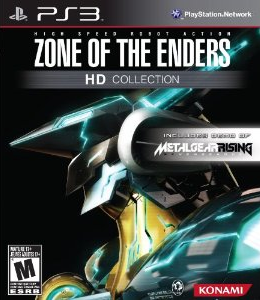 PS3
PlayStation Network
HIGH SPEED ROBOT ACTION
ZONE OF THE ENDERS
HD COLLECTION
INCLUDES DEMO OF
METAL GEAR RISING
MATURE 17+
M
ESRB
KONAMI